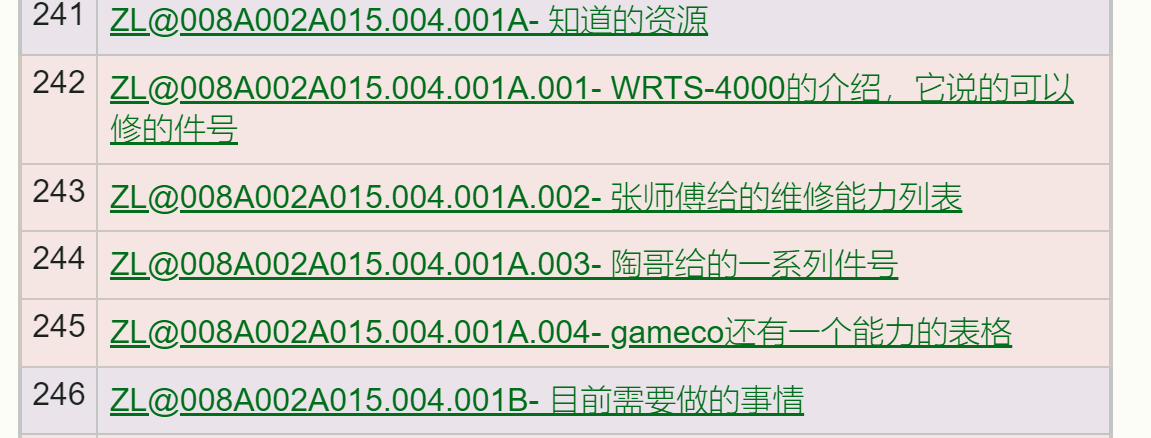 241 ZL@008A002A015.004.001A- 知道的资源
242 ZL@008A002A015.004.001A.001- WRTS-4000的介绍，它说的可以
修的件号
243 ZL@008A002A015.004.001A.002- 张师傅给的维修能力列表
244 ZL@008A002A015.004.001A.003- 陶哥给的一系列件号
245 ZL@008A002A015.004.001A.004- gameco还有一个能力的表格
246 ZL@008A002A015.004.001B- 目前需要做的事情